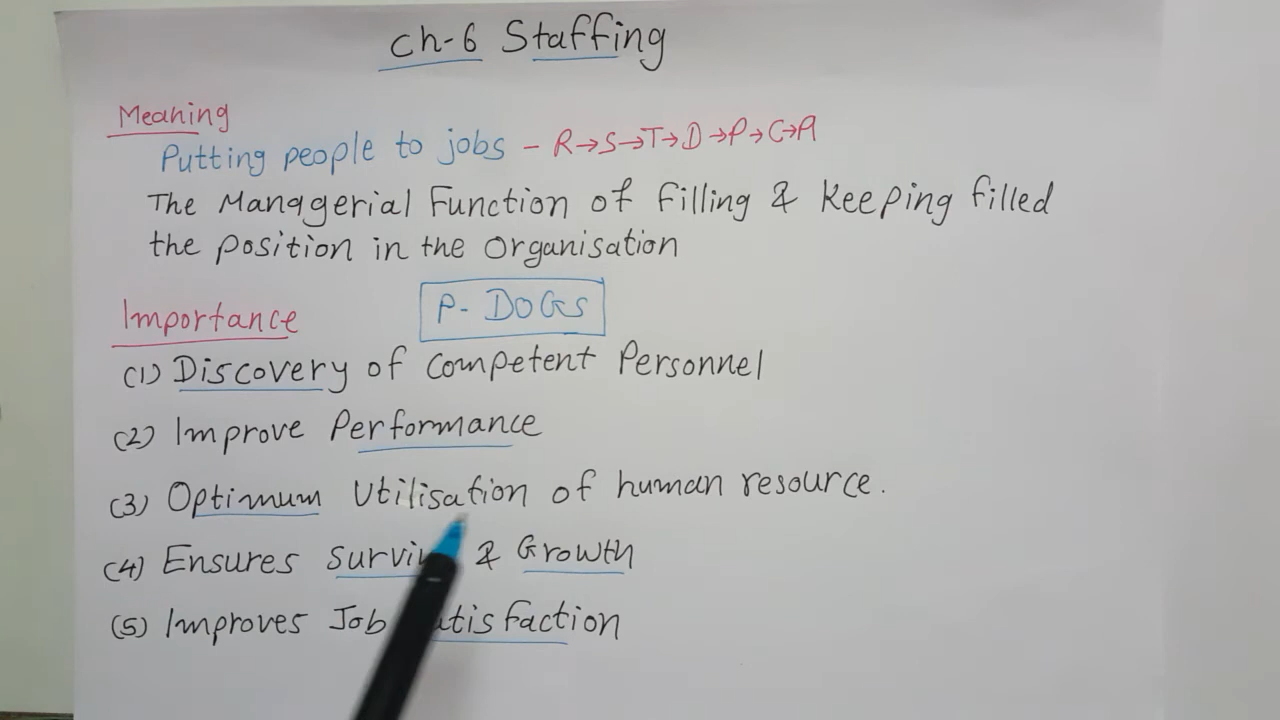 Ch-6 Staffing
Meaning
Putting people to jobs - R→S→T→D→P→C→A
The Managerial Function of Filling & Keeping filled
the position in the Organisation
Importance
P- DOGS
(1) Discovery of Competent Personnel
(2) Improve Performance
(3) Optimum Utilisation of human resource.
(4) Ensures & Growth
(5) Improves Job